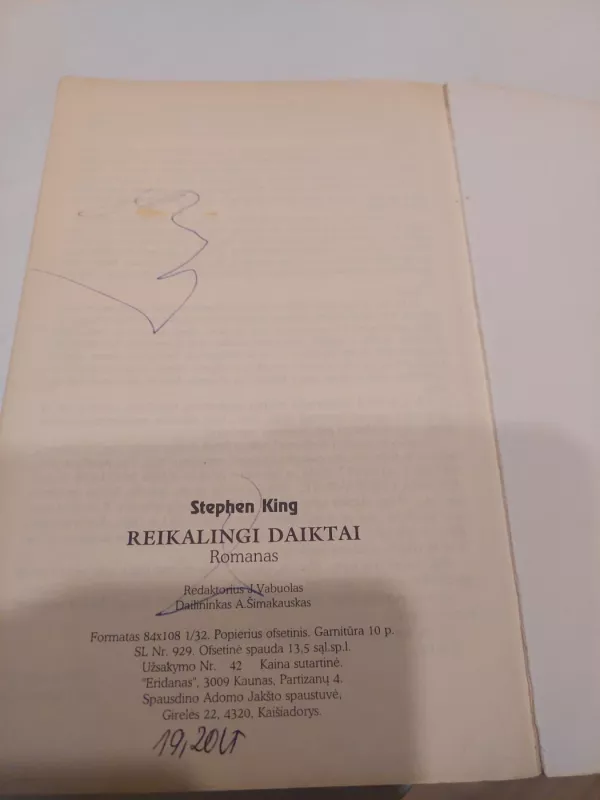 Stephen King
REIKALINGI DAIKTAI
Romanas
Redaktorius J.Vabuolas
Dailininkas A.Šimakauskas
Formatas 84x108 1/32. Popierius ofsetinis. Garnitūra 10 p.
SL Nr. 929. Ofsetinė spauda 13,5 sąl.sp.l.
Užsakymo Nr. 42 Kaina sutartinė.
"Eridanas", 3009 Kaunas, Partizanų 4.
Spausdino Adomo Jakšto spaustuvė,
Girelės 22, 4320, Kaišiadorys.
19,20Lt